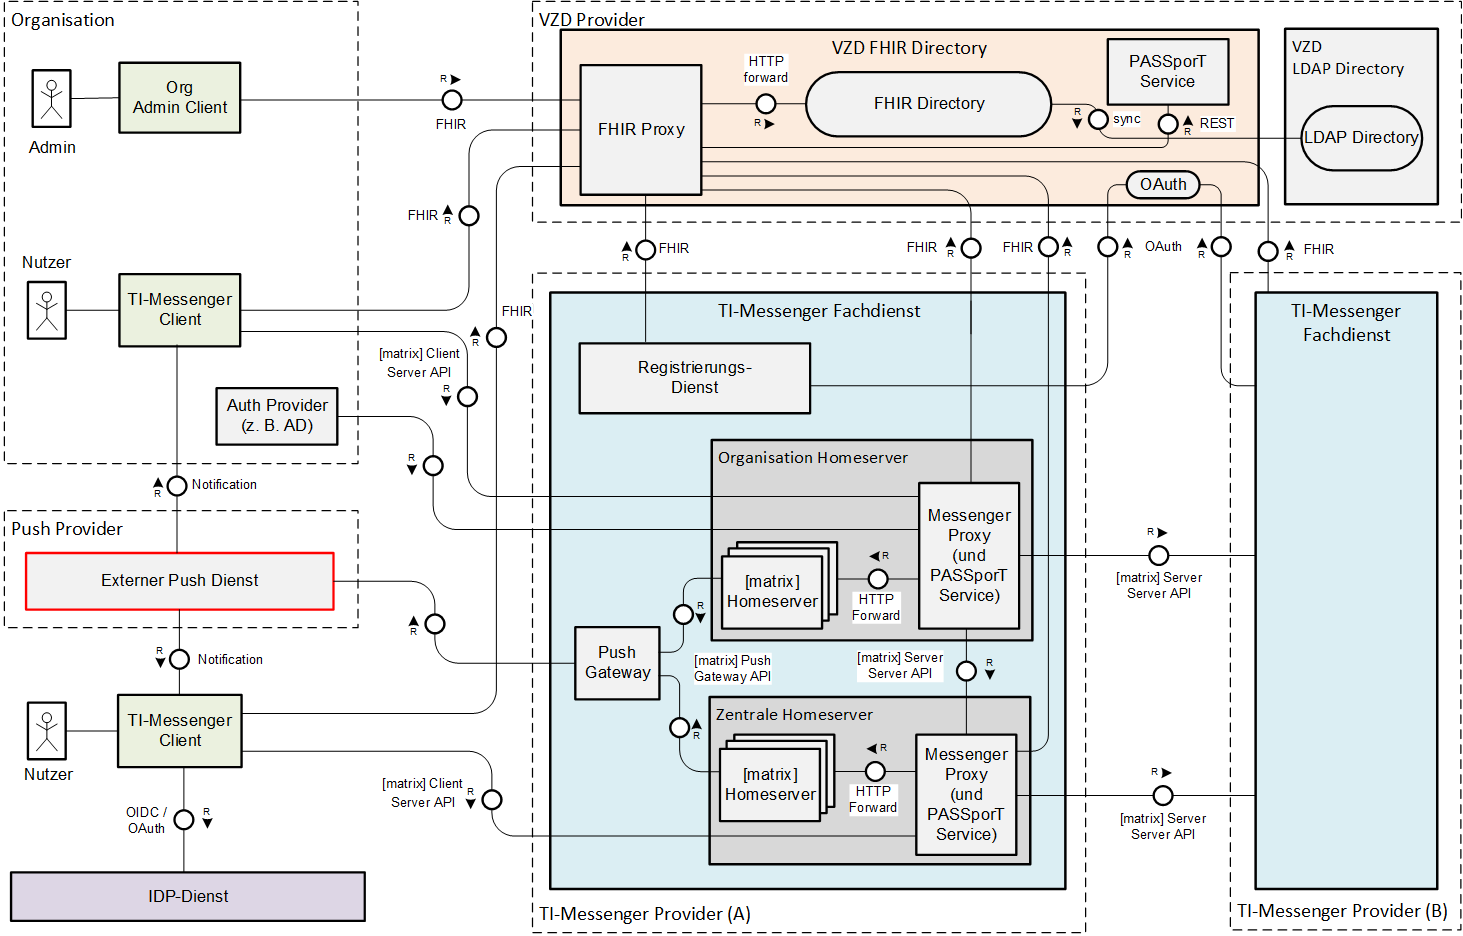 Organisation
Org
Admin Client
Admin
R
FHIR
VZD Provider
VZD FHIR Directory
FHIR Proxy
HTTP
forward
R
FHIR Directory
R
sync
PASSporT
Service
R
REST
VZD
LDAP Directory
LDAP Directory
OAuth
FHIR
R
Nutzer
TI-Messenger
Client
FHIR
R
[matrix] Client
Server API
R
Auth Provider
(z. B. AD)
R
R
Notification
Push Provider
Externer Push Dienst
R
R
Notification
Nutzer
TI-Messenger
Client
[matrix] Client
Server API
R
OIDC /
OAuth
R
IDP-Dienst
R
FHIR
FHIR
R
FHIR
R
R
OAuth
R
R
FHIR
TI-Messenger Fachdienst
Registrierungs-
Dienst
Organisation Homeserver
Messenger
Proxy
(und
PASSporT
Service)
[matrix]
Homeserver
R
HTTP
Forward
Push
Gateway
R
[matrix] Push
Gateway API
R
[matrix] Server
Server API
R
Zentrale Homeserver
[matrix]
Homeserver
R
HTTP
Forward
Messenger
Proxy
(und
PASSporT
Service)
TI-Messenger Provider (A)
R
[matrix] Server
Server API
R
[matrix] Server
Server API
TI-Messenger
Fachdienst
TI-Messenger Provider (B)